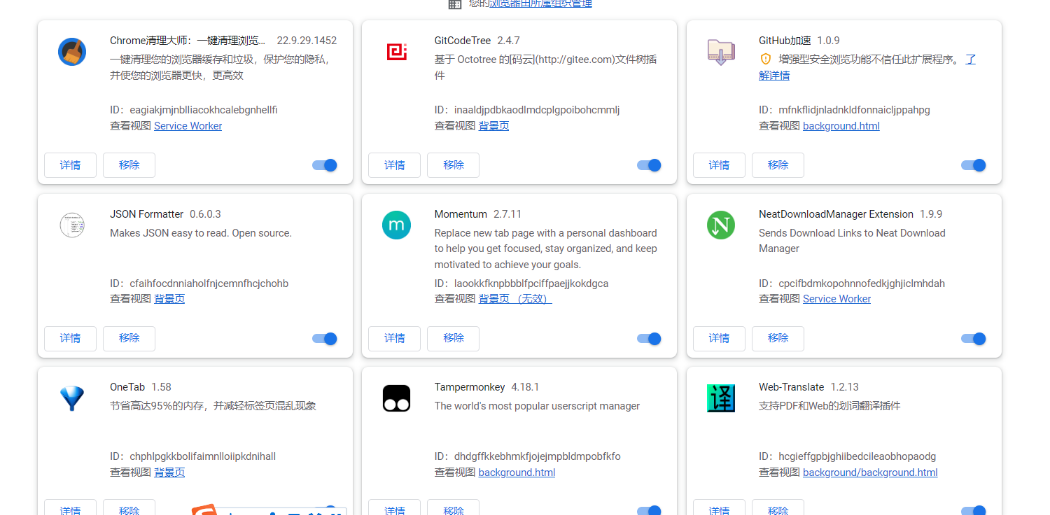 您的浏览器由所属组织管理
Chrome清理大师：一键清理浏览... 22.9.29.1452
一键清理您的浏览器缓存和垃圾，保护您的隐私，
并使您的浏览器更快，更高效
ID：eagiakjmjnblliacokhcalebgnhellfi
查看视图 Service Worker
详情 移除
GitCodeTree 2.4.7
基于 Octotree 的[码云](http://gitee.com)文件树插
件
ID：inaaldjpdbkaodlmdcplgpoibohcmmlj
查看视图 背景页
详情 移除
GitHub加速 1.0.9
增强型安全浏览功能不信任此扩展程序。 了
解详情
ID：mfnkflidjnladnkldfonnaicljppahpg
查看视图 background.html
详情 移除
JSON Formatter 0.6.0.3
Makes JSON easy to read. Open source.
ID：cfaihfocdnniaholfnjcemnfhcjchohb
查看视图 背景页
详情 移除
Momentum 2.7.11
Replace new tab page with a personal dashboard
to help you get focused, stay organized, and keep
motivated to achieve your goals.
ID：laookkfknpbbblfpciffpaejjkokdgca
查看视图 背景页 （无效）
详情 移除
NeatDownloadManager Extension 1.9.9
Sends Download Links to Neat Download
Manager
ID：cpcifbdmkopohnnofedkjghjiclmhdah
查看视图 Service Worker
详情 移除
OneTab 1.58
节省高达95％的内存，并减轻标签页混乱现象
ID：chphlpgkkbolifaimnlloiipkdnihall
查看视图 背景页
详情 移除
Tampermonkey 4.18.1
The world's most popular userscript manager
ID：dhdgffkkebhmkfjojejmpbldmpobfkfo
查看视图 background.html
详情 移除
译
Web-Translate 1.2.13
支持PDF和Web的划词翻译插件
ID：hcgieffgpbjghiibedcileaobhopaodg
查看视图 background/background.html
详情 移除